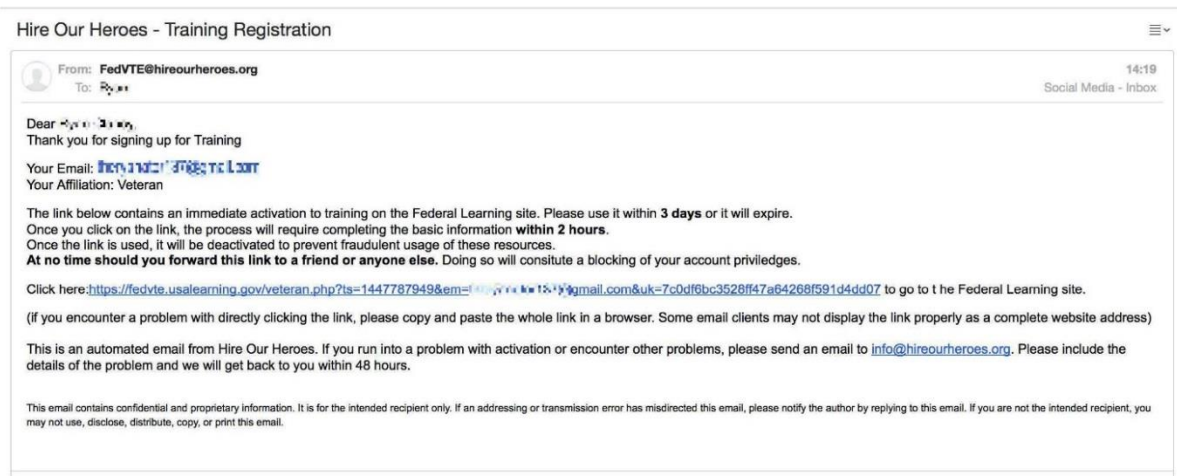 Hire Our Heroes - Training Registration
From: FedVTE@hireourheroes.org
14:19
To:
Social Media - Inbox
Dear
Thank you for signing up for Training
Your Email:
Your Affiliation: Veteran
The link below contains an immediate activation to training on the Federal Learning site. Please use it within 3 days or it will expire.
Once you click on the link, the process will require completing the basic information within 2 hours.
Once the link is used, it will be deactivated to prevent fraudulent usage of these resources.
At no time should you forward this link to a friend or anyone else. Doing so will consitute a blocking of your account priviledges.
Click here:https://fedvte.usalearning.gov/veteran.php?ts=1447787949&em= gmail.com&uk=7c0df6bc3528ff47a64268f591d4dd07 to go to t he Federal Learning site.
(if you encounter a problem with directly clicking the link, please copy and paste the whole link in a browser. Some email clients may not display the link properly as a complete website address)
This is an automated email from Hire Our Heroes. If you run into a problem with activation or encounter other problems, please send an email to info@hireourheroes.org. Please include the
details of the problem and we will get back to you within 48 hours.
This email contains confidential and proprietary information. It is for the intended recipient only. If an addressing or transmission error has misdirected this email, please notify the author by replying to this email. If you are not the intended recipient, you
may not use, disclose, distribute, copy, or print this email.